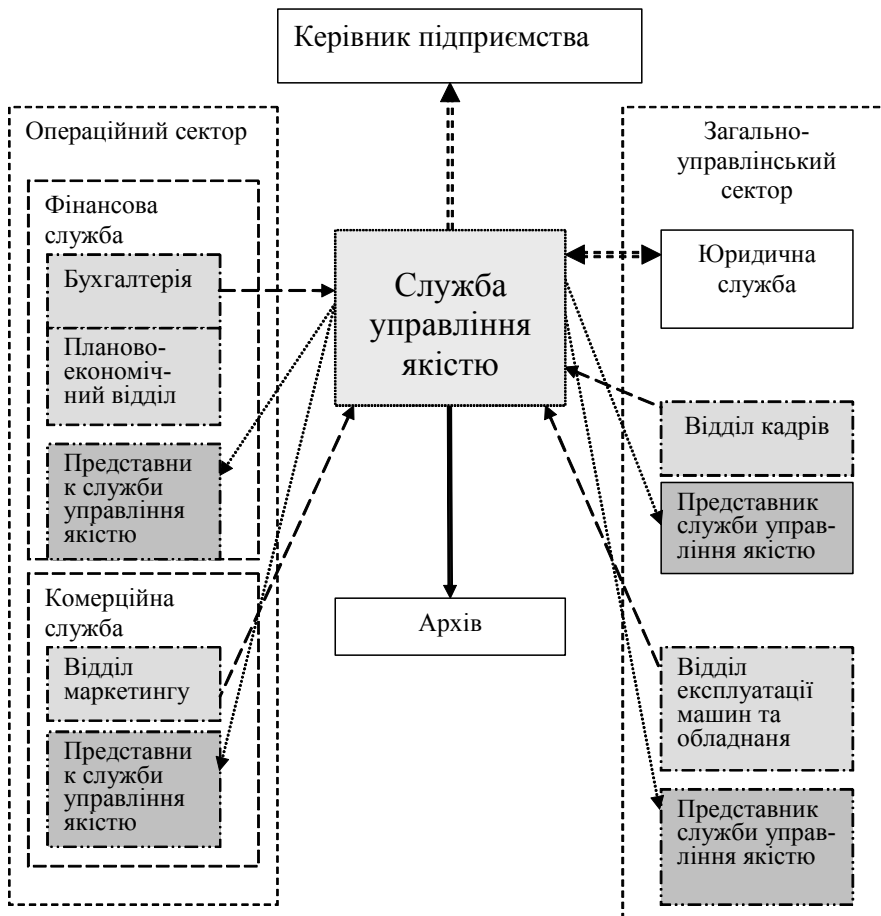 Керівник підприємства
Операційний сектор
Фінансова
служба
Бухгалтерія
Планово-
економіч-
ний відділ
Представни
к служби
управління
якістю
Комерційна
служба
Відділ
маркетингу
Представни
к служби
управління
якістю
Служба
управління
якістю
Архів
Загально-
управлінський
сектор
Юридична
служба
Відділ кадрів
Представник
служби управ-
ління якістю
Відділ
експлуатації
машин та
обладнаня
Представник
служби управ-
ління якістю